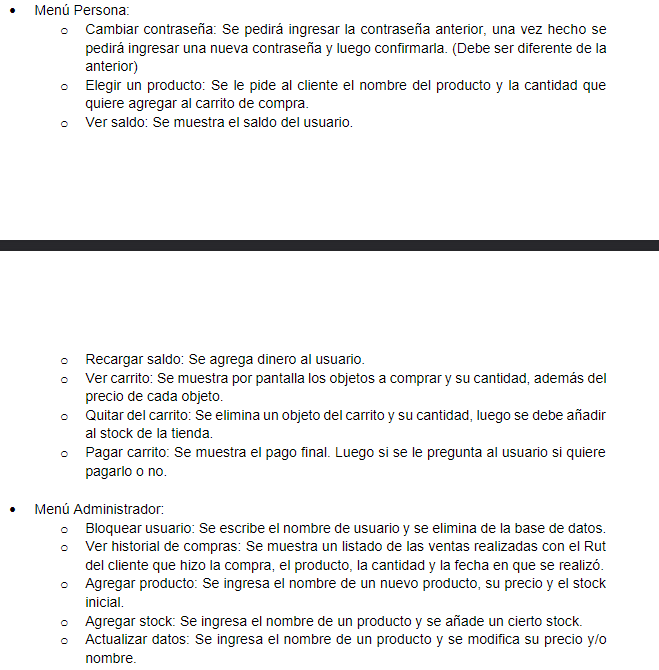 • Menú Persona:
o Cambiar contraseña: Se pedirá ingresar la contraseña anterior, una vez hecho se
pedirá ingresar una nueva contraseña y luego confirmarla. (Debe ser diferente de la
anterior)
o Elegir un producto: Se le pide al cliente el nombre del producto y la cantidad que
quiere agregar al carrito de compra.
o Ver saldo: Se muestra el saldo del usuario.
o Recargar saldo: Se agrega dinero al usuario.
o Ver carrito: Se muestra por pantalla los objetos a comprar y su cantidad, además del
precio de cada objeto.
o Quitar del carrito: Se elimina un objeto del carrito y su cantidad, luego se debe añadir
al stock de la tienda.
o Pagar carrito: Se muestra el pago final. Luego si se le pregunta al usuario si quiere
pagarlo o no.
• Menú Administrador:
o Bloquear usuario: Se escribe el nombre de usuario y se elimina de la base de datos.
o Ver historial de compras: Se muestra un listado de las ventas realizadas con el Rut
del cliente que hizo la compra, el producto, la cantidad y la fecha en que se realizó.
o Agregar producto: Se ingresa el nombre de un nuevo producto, su precio y el stock
inicial.
o Agregar stock: Se ingresa el nombre de un producto y se añade un cierto stock.
o Actualizar datos: Se ingresa el nombre de un producto y se modifica su precio y/o
nombre.